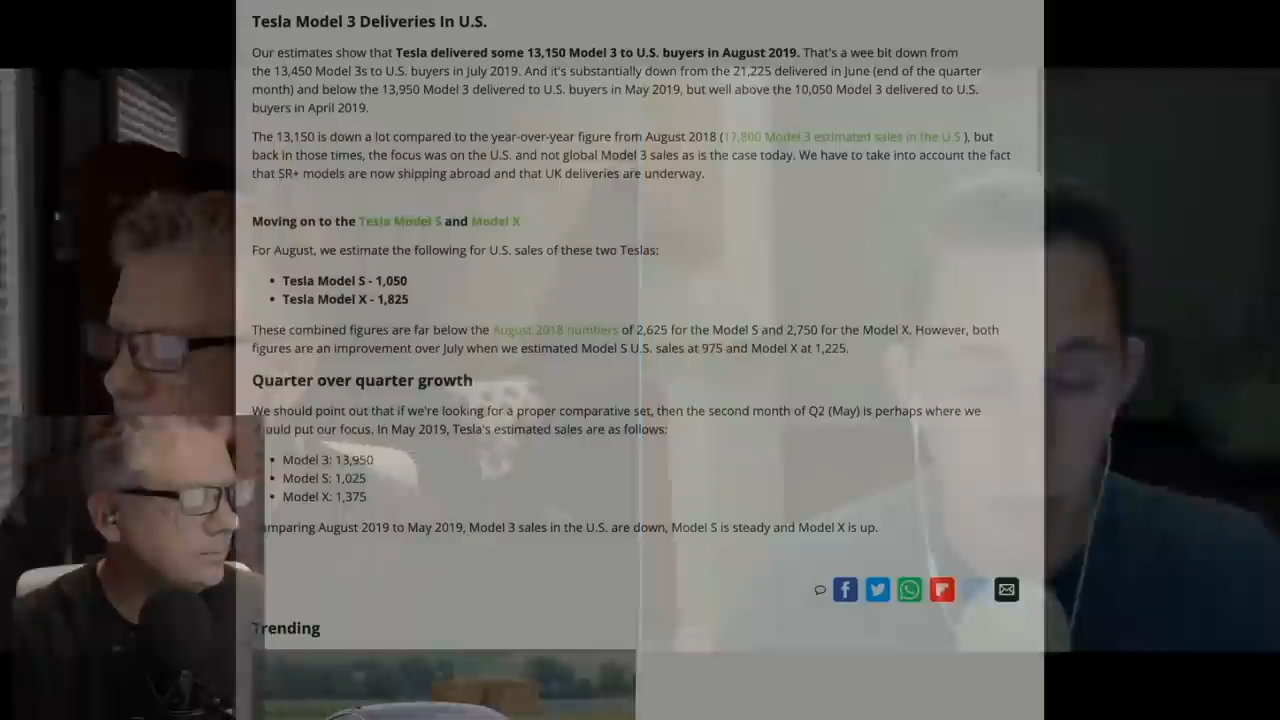 Tesla Model 3 Deliveries In U.S.
Our estimates show that Tesla delivered some 13,150 Model 3 to U.S. buyers in August 2019. That's a wee bit down from
the 13,450 Model 3s to U.S. buyers in July 2019. And it's substantially down from the 21,225 delivered in June (end of the quarter
month) and below the 13,950 Model 3 delivered to U.S. buyers in May 2019, but well above the 10,050 Model 3 delivered to U.S.
buyers in April 2019.
The 13,150 is down a lot compared to the year-over-year figure from August 2018 (17,800 Model 3 estimated sales in the U.S ), but
back in those times, the focus was on the U.S. and not global Model 3 sales as is the case today. We have to take into account the fact
that SR+ models are now shipping abroad and that UK deliveries are underway.
Moving on to the Tesla Model S and Model X
For August, we estimate the following for U.S. sales of these two Teslas:
• Tesla Model S - 1,050
• Tesla Model X - 1,825
These combined figures are far below the August 2018 numbers of 2,625 for the Model S and 2,750 for the Model X. However, both
figures are an improvement over July when we estimated Model S U.S. sales at 975 and Model X at 1,225.
Quarter over quarter growth
We should point out that if we're looking for a proper comparative set, then the second month of Q2 (May) is perhaps where we
ould put our focus. In May 2019, Tesla's estimated sales are as follows:
• Model 3: 13,950
• Model S: 1,025
• Model X: 1,375
omparing August 2019 to May 2019, Model 3 sales in the U.S. are down, Model S is steady and Model X is up.
Trending